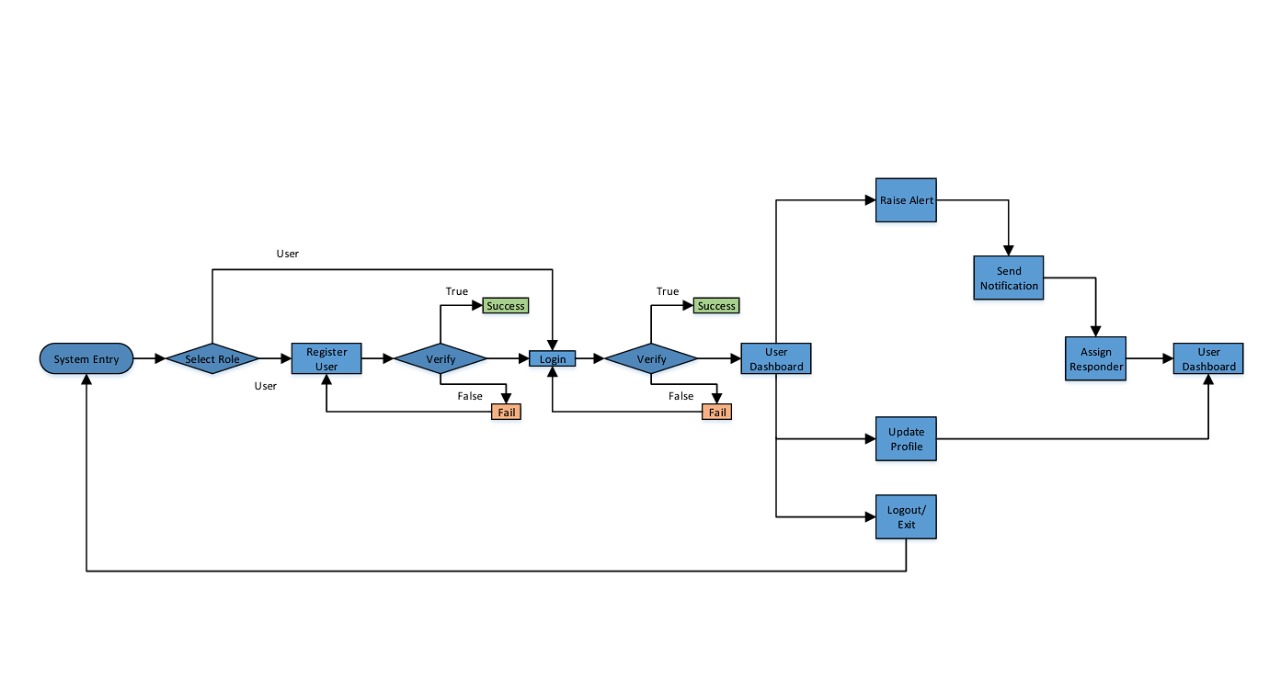 Raise Alert
User
Send
Notification
True
Success
True
Success
System Entry
Select Role
Register
User
Verify
Login
Verify
User
Dashboard
Assign
Responder
User
Dashboard
User
False
Fail
False
Fail
Update
Profile
Logout/
Exit